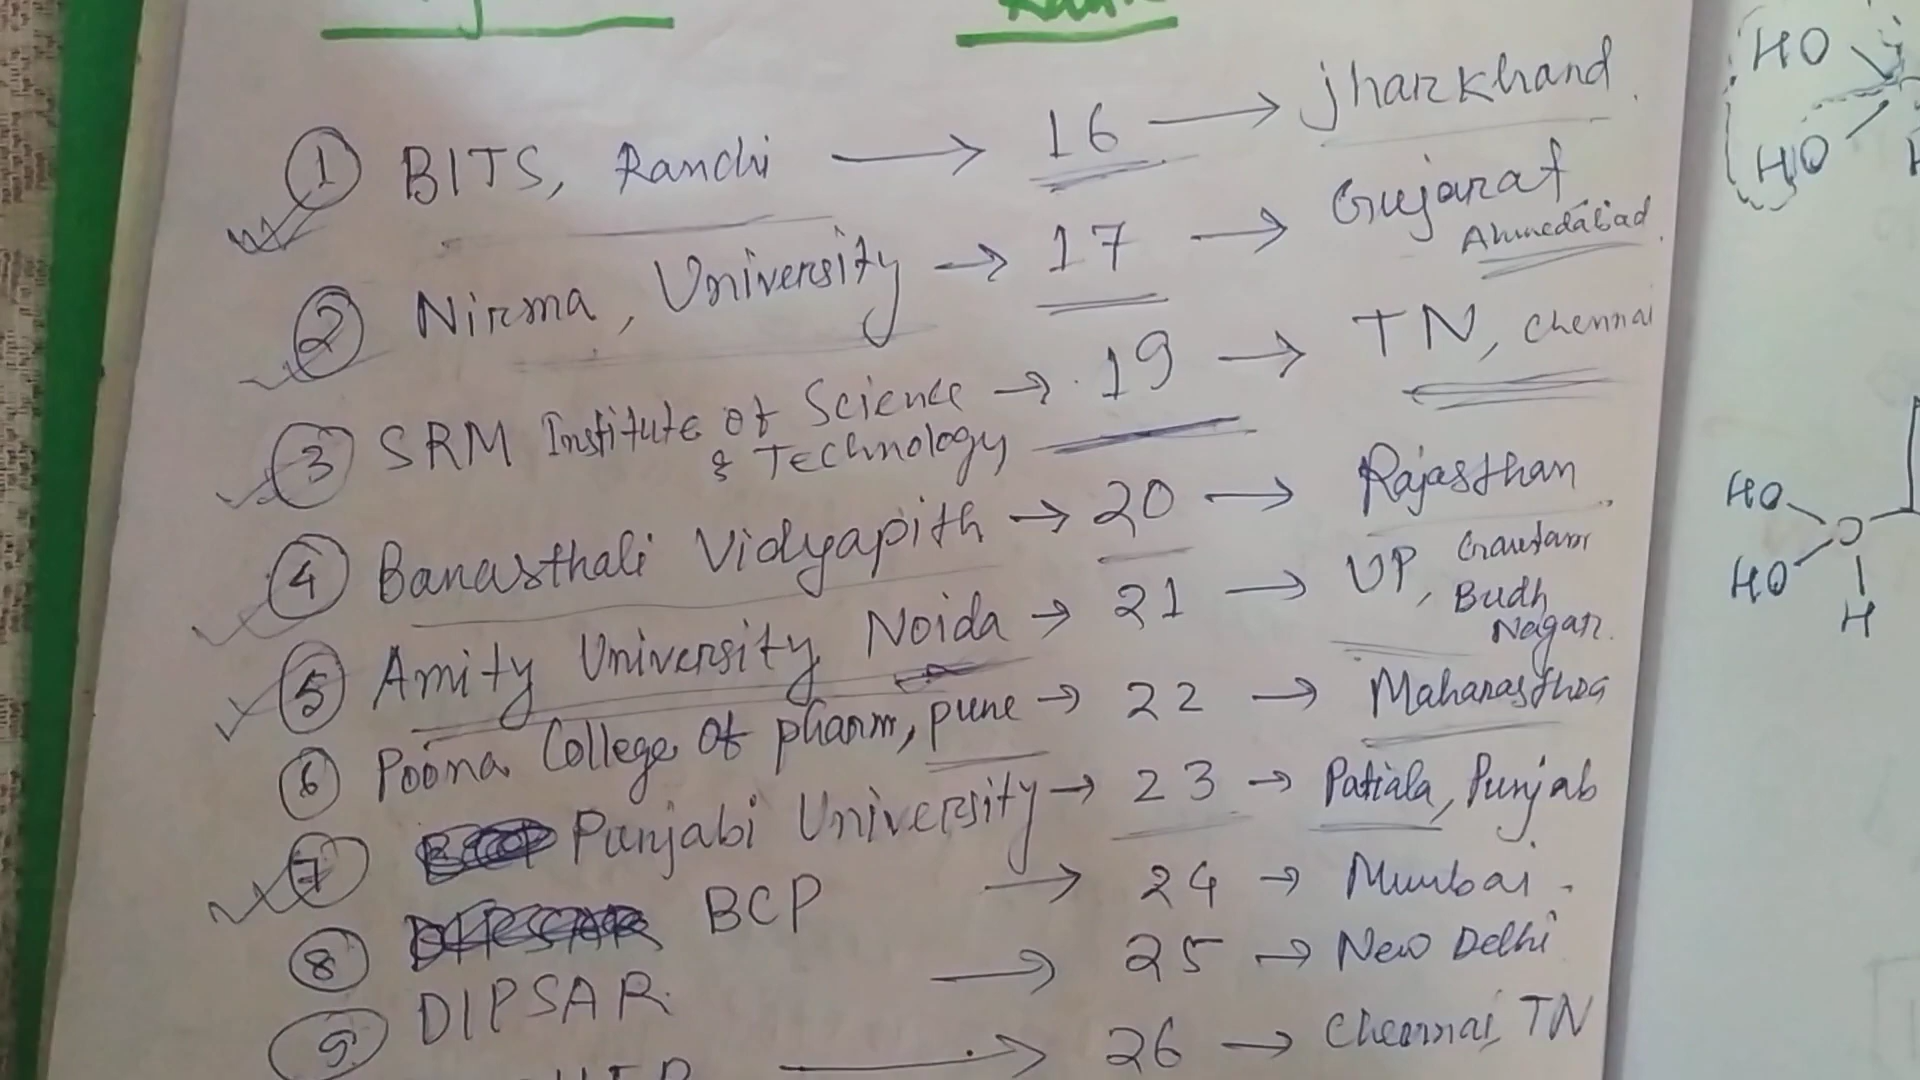 ① BITS, Ranchi → 16 → Jharkhand.
② Nirma, University → 17 → Gujarat
Ahmedabad.
③ SRM Institute of Science → 19 → TN, Chennai
& Technology
④ Banasthali Vidyapith → 20 → Rajasthan
⑤ Amity University Noida → 21 → UP, Gautam
Budh
Nagar.
⑥ Poona College of pharm, pune → 22 → Maharasthra
⑦ Punjabi University → 23 → Patiala, Punjab
⑧ BCP → 24 → Mumbai.
⑨ DIPSAR → 25 → New Delhi
→ 26 → Chennai, TN
HO
HO
HO
HO
H